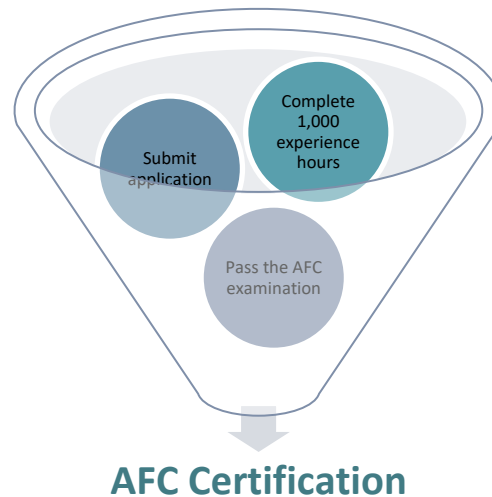 Complete
1,000
experience
hours
Submit
application
Pass the AFC
examination
AFC Certification